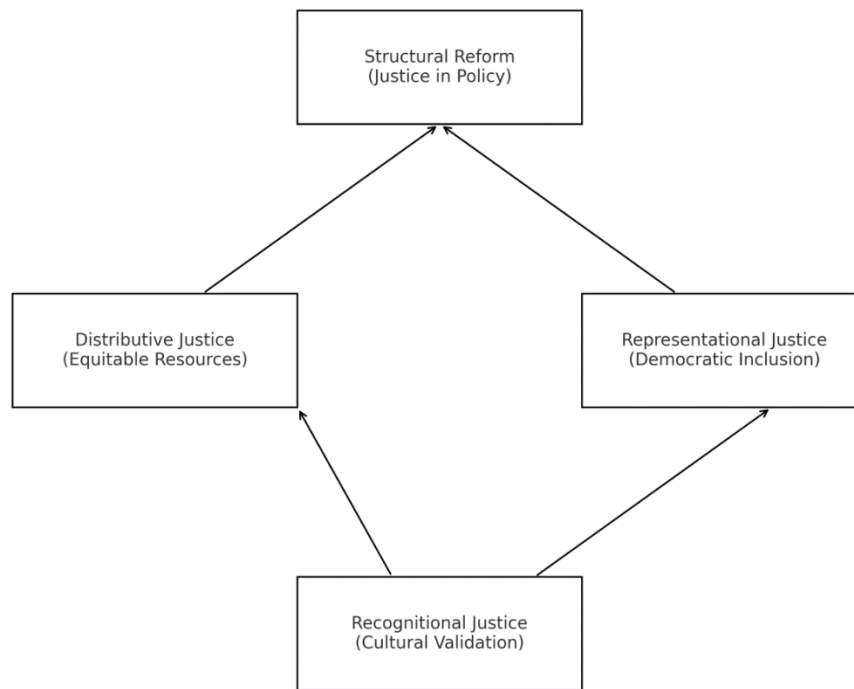 Structural Reform
(Justice in Policy)
Distributive Justice
(Equitable Resources)
Representational Justice
(Democratic Inclusion)
Recognitional Justice
(Cultural Validation)